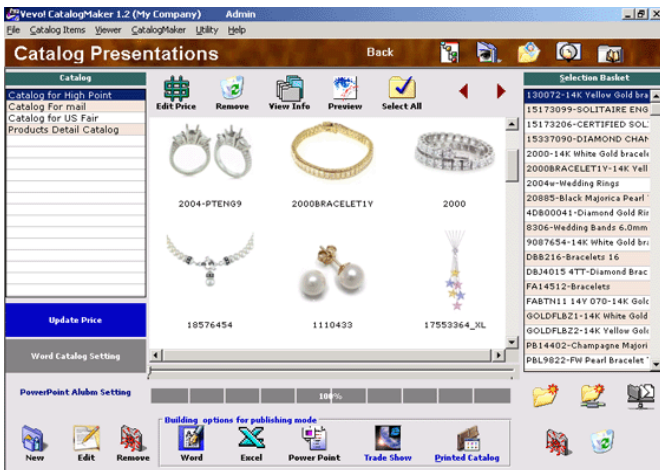 Vevo! CatalogMaker 1.2 (My Company) Admin
File Catalog Items Viewer CatalogMaker Utility Help
Catalog Presentations
Back
Catalog
Catalog for High Point
Catalog For mail
Catalog for US Fair
Products Detail Catalog
Update Price
Word Catalog Setting
PowerPoint Alubm Setting
Edit Price Remove View Info Preview Select All
2004-PTENG9 2000BRACELET1Y 2000
18576454 1110433 17553364_XL
100%
Selection Basket
130072-14K Yellow Gold bra
15173099-SOLITAIRE ENG
15173206-CERTIFIED SOL
15337090-DIAMOND CHAN
2000-14K White Gold bracele
2000BRACELET1Y-14K Yell
2004w-Wedding Rings
20885-Black Majorica Pearl
4DB00041-Diamond Gold Rin
8306-Wedding Bands 6.0mm
9087654-14K White Gold bra
DBB216-Bracelets 16
DBJ4015 4TT-Diamond Brac
FA14512-Bracelets
FABTN11 14Y 070-14K Gold
GOLDFLBZ1-14K White Gold
GOLDFLBZ2-14K Yellow Gold
PB14402-Champagne Majori
PBL9822-FW Pearl Bracelet
New Edit Remove
Building options for publishing mode
Word Excel Power Point Trade Show Printed Catalog